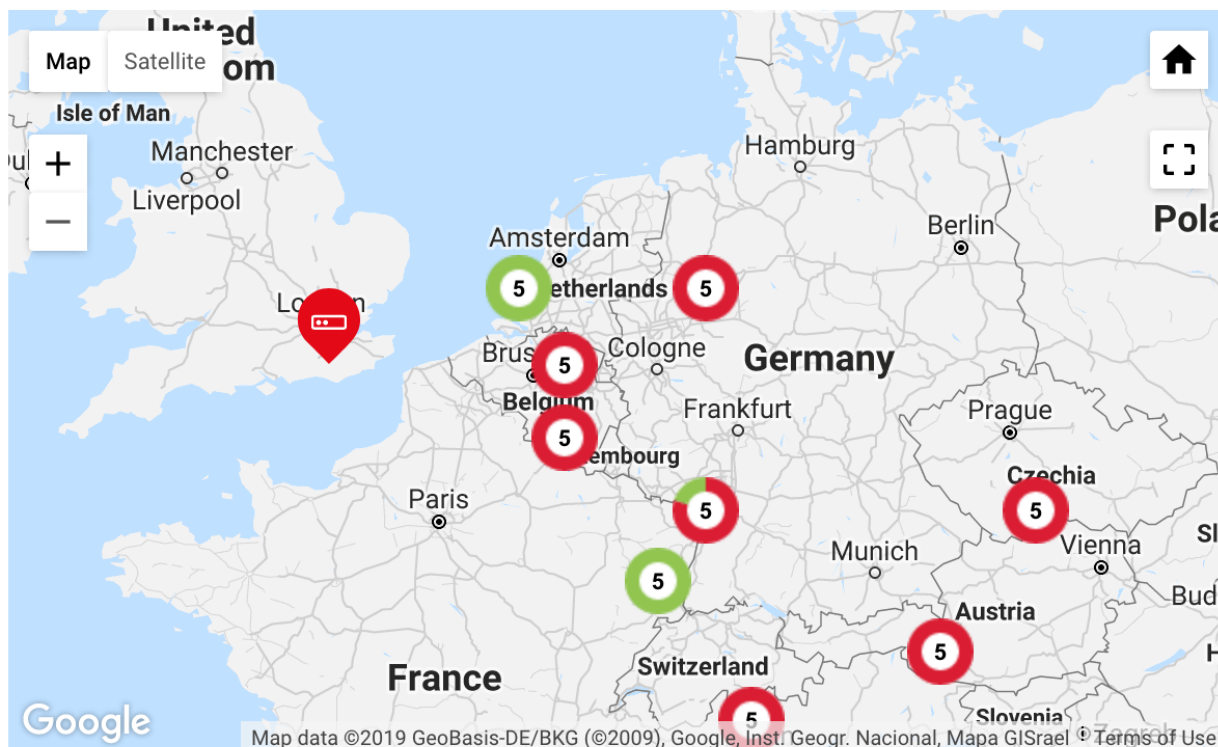 United
om
Map
Satellite
Isle of Man
Manchester
Liverpool
Hamburg
Berlin
Amsterdam
5
etherlands
5
Brus
5
Cologne
Germany
Belgium
5
embourg
Frankfurt
Prague
Czechia
5
Paris
5
Munich
Vienna
5
Bud
Austria
5
Switzerland
France
5
Slovenia
Google
Map data ©2019 GeoBasis-DE/BKG (©2009), Google, Inst. Geogr. Nacional, Mapa GISrael
Terms of Use